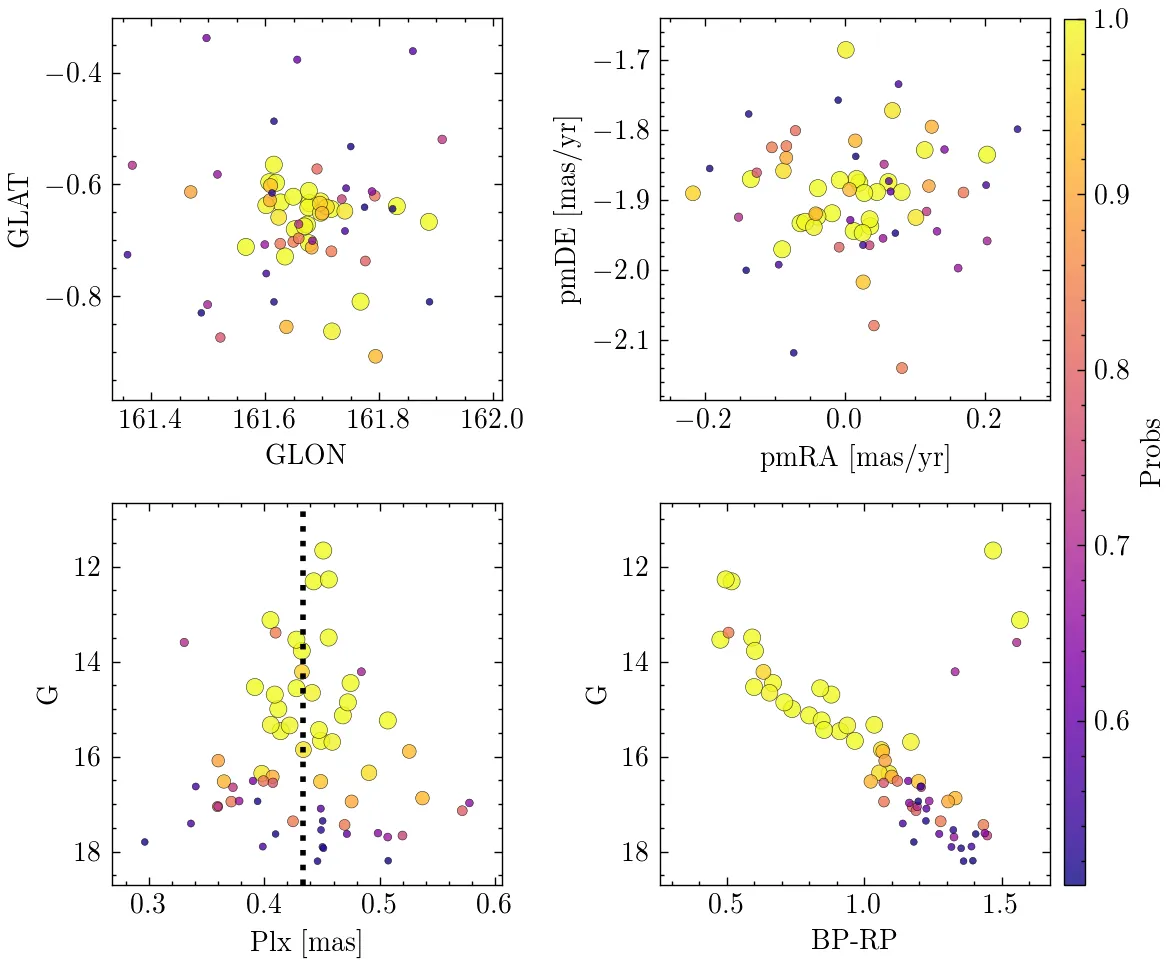 −0.4
−0.6
−0.8
GLAT
161.4 161.6 161.8 162.0
GLON
−1.7
−1.8
−1.9
−2.0
−2.1
pmDE [mas/yr]
−0.2 0.0 0.2
pmRA [mas/yr]
12
14
16
18
G
0.3 0.4 0.5 0.6
Plx [mas]
12
14
16
18
G
0.5 1.0 1.5
BP-RP
1.0
0.9
0.8
0.7
0.6
Probs